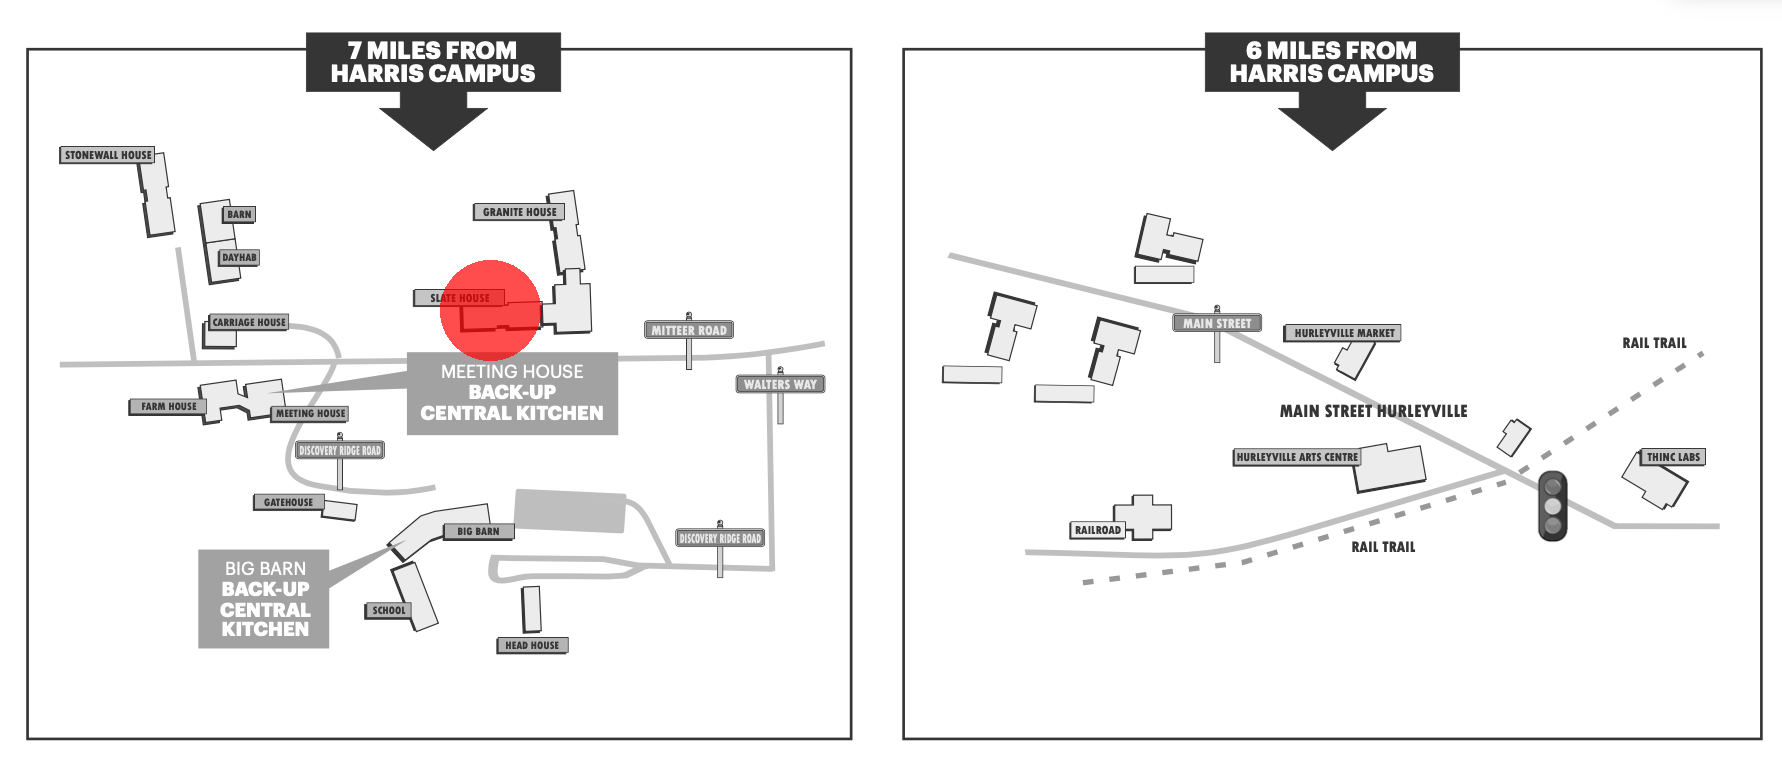 7 MILES FROM
HARRIS CAMPUS
STONEWALL HOUSE
BARN
DAYHAB
GRANITE HOUSE
SLATE HOUSE
CARRIAGE HOUSE
MITTEER ROAD
MEETING HOUSE
BACK-UP
CENTRAL KITCHEN
WALTERS WAY
FARM HOUSE
MEETING HOUSE
DISCOVERY RIDGE ROAD
GATEHOUSE
BIG BARN
DISCOVERY RIDGE ROAD
BIG BARN
BACK-UP
CENTRAL
KITCHEN
SCHOOL
HEAD HOUSE
6 MILES FROM
HARRIS CAMPUS
MAIN STREET
HURLEYVILLE MARKET
RAIL TRAIL
MAIN STREET HURLEYVILLE
HURLEYVILLE ARTS CENTRE
THINC LABS
RAILROAD
RAIL TRAIL